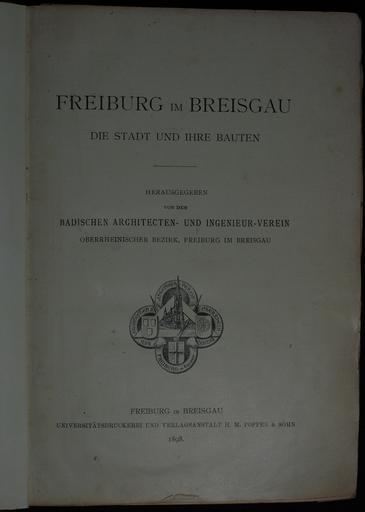 FREIBURG IM BREISGAU
DIE STADT UND IHRE BAUTEN
HERAUSGEGEBEN
VON DEM
BADISCHEN ARCHITECTEN- UND INGENIEUR-VEREIN
OBERRHEINISCHER BEZIRK, FREIBURG IM BREISGAU
FREIBURG IM BREISGAU
UNIVERSITÄTSDRUCKEREI UND VERLAGSANSTALT H. M. POPPEN & SOHN
1898.